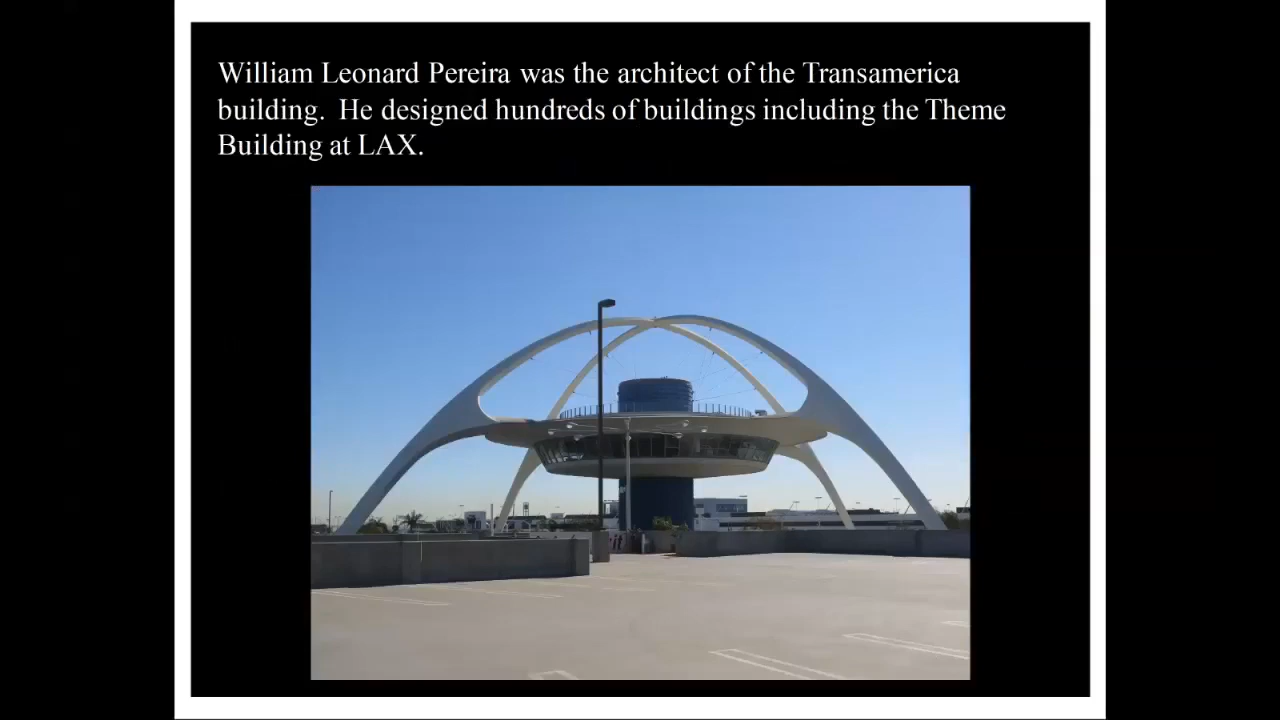 William Leonard Pereira was the architect of the Transamerica
building.  He designed hundreds of buildings including the Theme
Building at LAX.